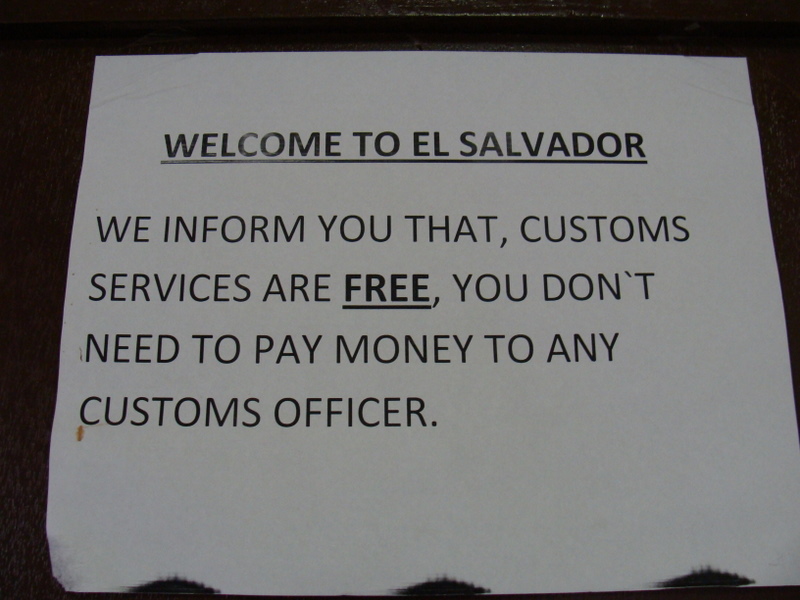 WELCOME TO EL SALVADOR
WE INFORM YOU THAT, CUSTOMS
SERVICES ARE FREE, YOU DON`T
NEED TO PAY MONEY TO ANY
CUSTOMS OFFICER.